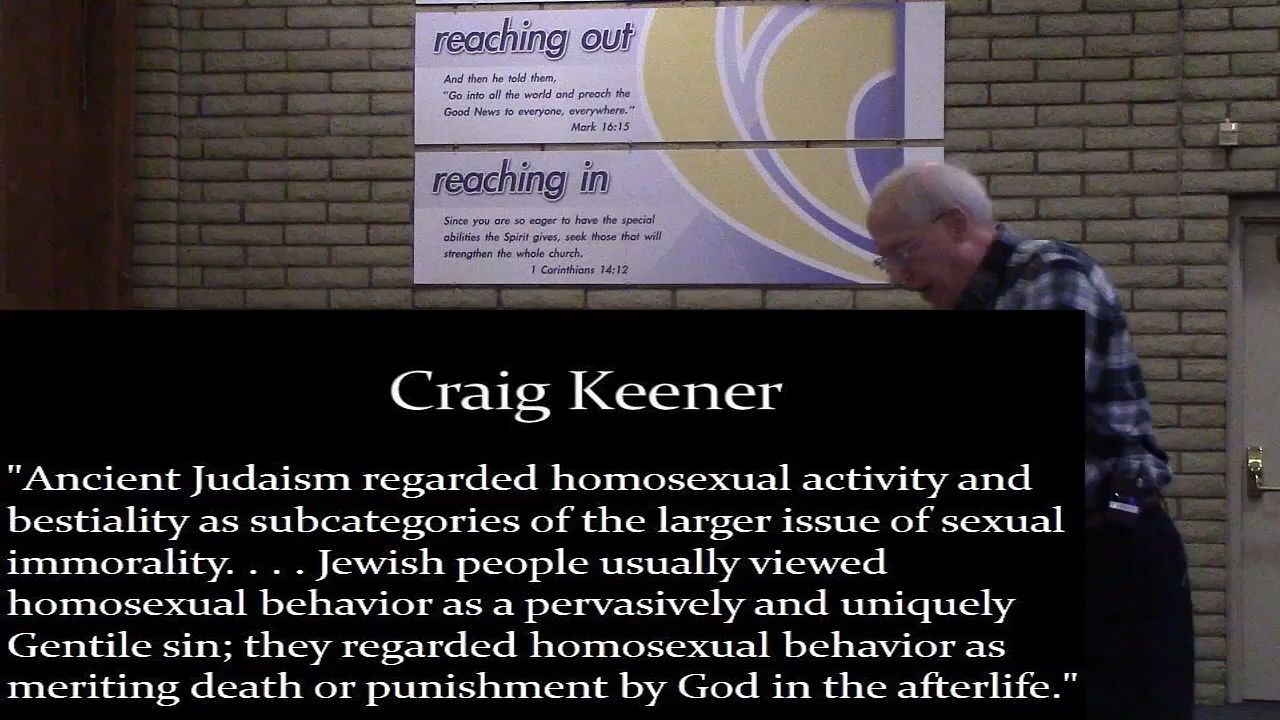 reaching out
And then he told them,
"Go into all the world and preach the
Good News to everyone, everywhere."
Mark 16:15
reaching in
Since you are so eager to have the special
abilities the Spirit gives, seek those that will
strengthen the whole church.
1 Corinthians 14:12
Craig Keener
"Ancient Judaism regarded homosexual activity and
bestiality as subcategories of the larger issue of sexual
immorality. . . . Jewish people usually viewed
homosexual behavior as a pervasively and uniquely
Gentile sin; they regarded homosexual behavior as
meriting death or punishment by God in the afterlife."